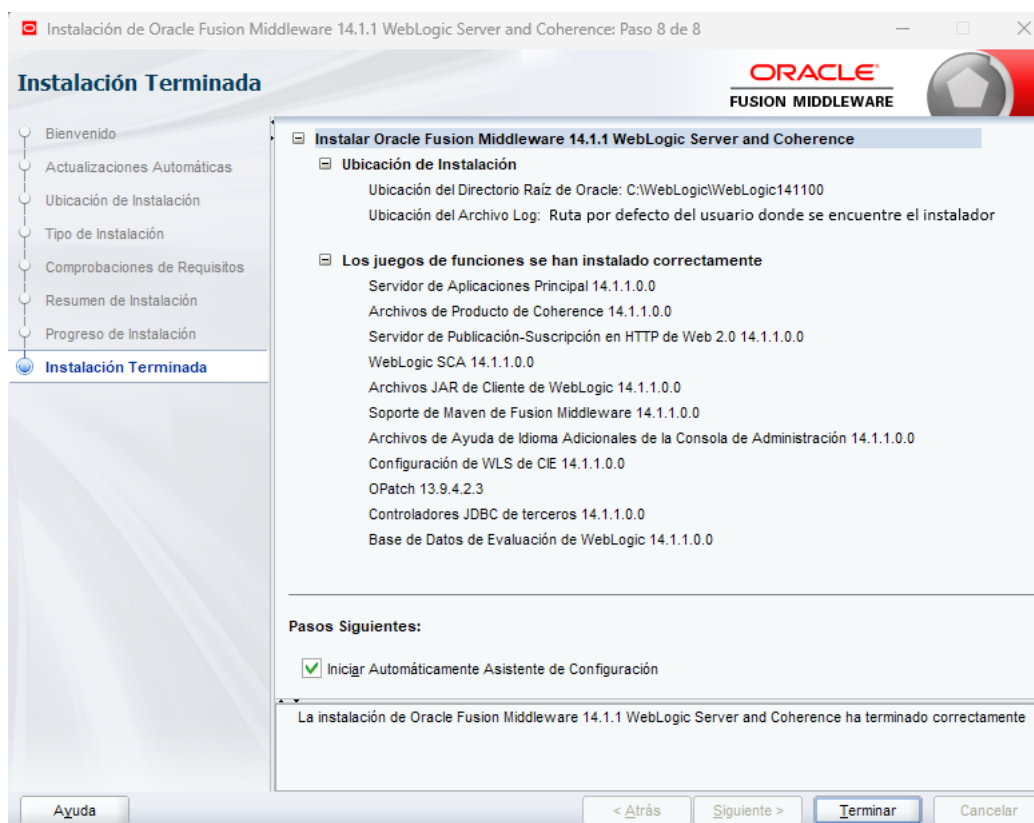 Instalación de Oracle Fusion Middleware 14.1.1 WebLogic Server and Coherence: Paso 8 de 8
Instalación Terminada
ORACLE
FUSION MIDDLEWARE
Bienvenido
Actualizaciones Automáticas
Ubicación de Instalación
Tipo de Instalación
Comprobaciones de Requisitos
Resumen de Instalación
Progreso de Instalación
Instalación Terminada
Instalar Oracle Fusion Middleware 14.1.1 WebLogic Server and Coherence
Ubicación de Instalación
Ubicación del Directorio Raíz de Oracle: C:\WebLogic\WebLogic141100
Ubicación del Archivo Log: Ruta por defecto del usuario donde se encuentre el instalador
Los juegos de funciones se han instalado correctamente
Servidor de Aplicaciones Principal 14.1.1.0.0
Archivos de Producto de Coherence 14.1.1.0.0
Servidor de Publicación-Suscripción en HTTP de Web 2.0 14.1.1.0.0
WebLogic SCA 14.1.1.0.0
Archivos JAR de Cliente de WebLogic 14.1.1.0.0
Soporte de Maven de Fusion Middleware 14.1.1.0.0
Archivos de Ayuda de Idioma Adicionales de la Consola de Administración 14.1.1.0.0
Configuración de WLS de CIE 14.1.1.0.0
OPatch 13.9.4.2.3
Controladores JDBC de terceros 14.1.1.0.0
Base de Datos de Evaluación de WebLogic 14.1.1.0.0
Pasos Siguientes:
Iniciar Automáticamente Asistente de Configuración
La instalación de Oracle Fusion Middleware 14.1.1 WebLogic Server and Coherence ha terminado correctamente
Ayuda
< Atrás
Siguiente >
Terminar
Cancelar